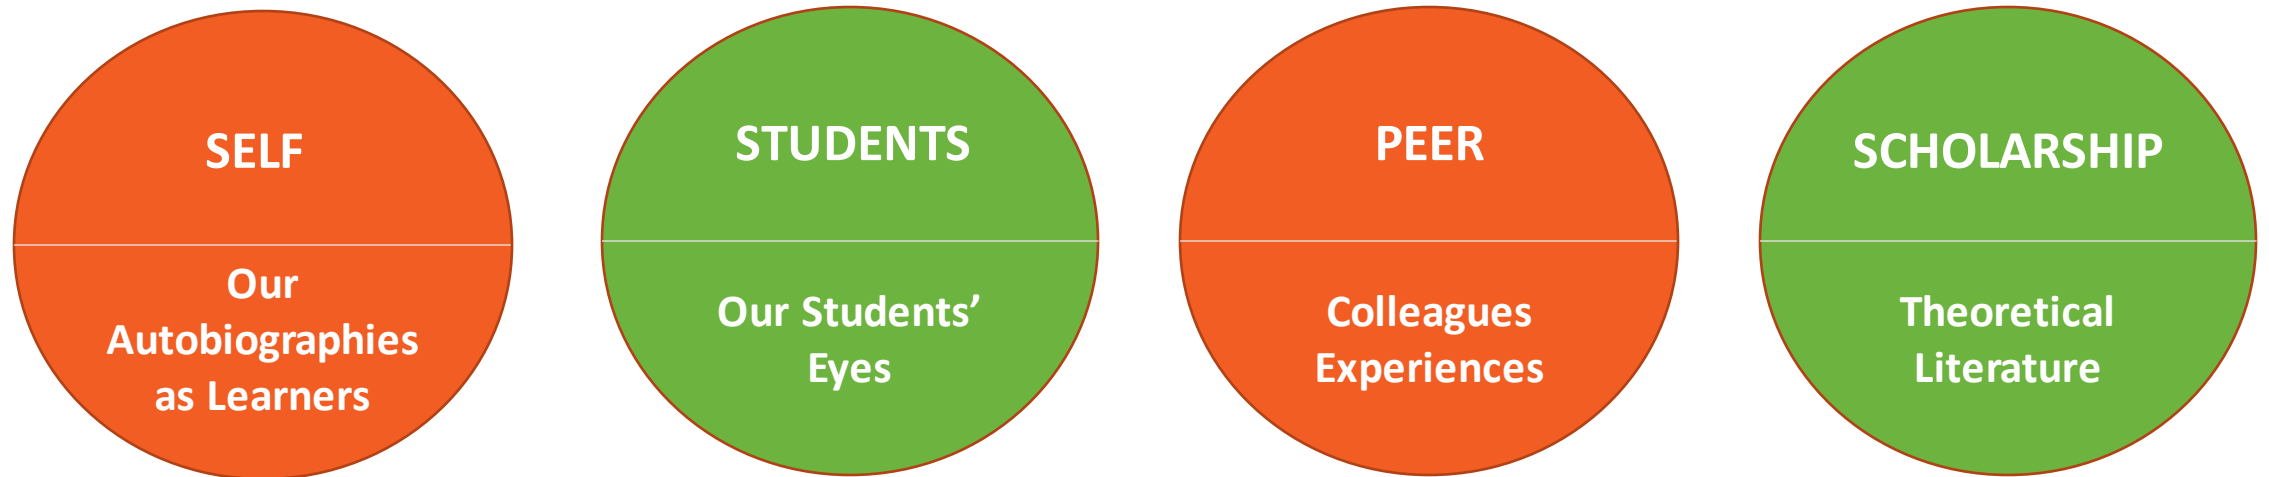 SELF
Our
Autobiographies
as Learners
STUDENTS
Our Students’
Eyes
PEER
Colleagues
Experiences
SCHOLARSHIP
Theoretical
Literature